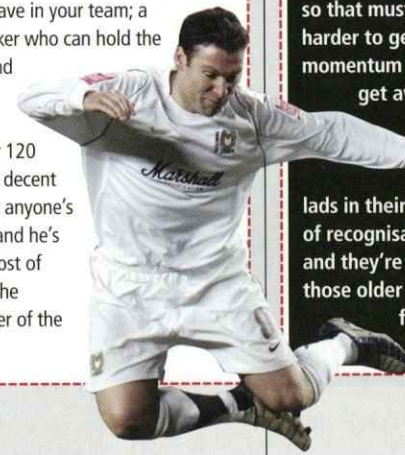 ave in your team; a
ker who can hold the
nd
120
decent
anyone's
and he's
ost of
he
er of the
Marshall
so that mus
harder to ge
momentum
get av
lads in their
of recognisa
and they're
those older
f